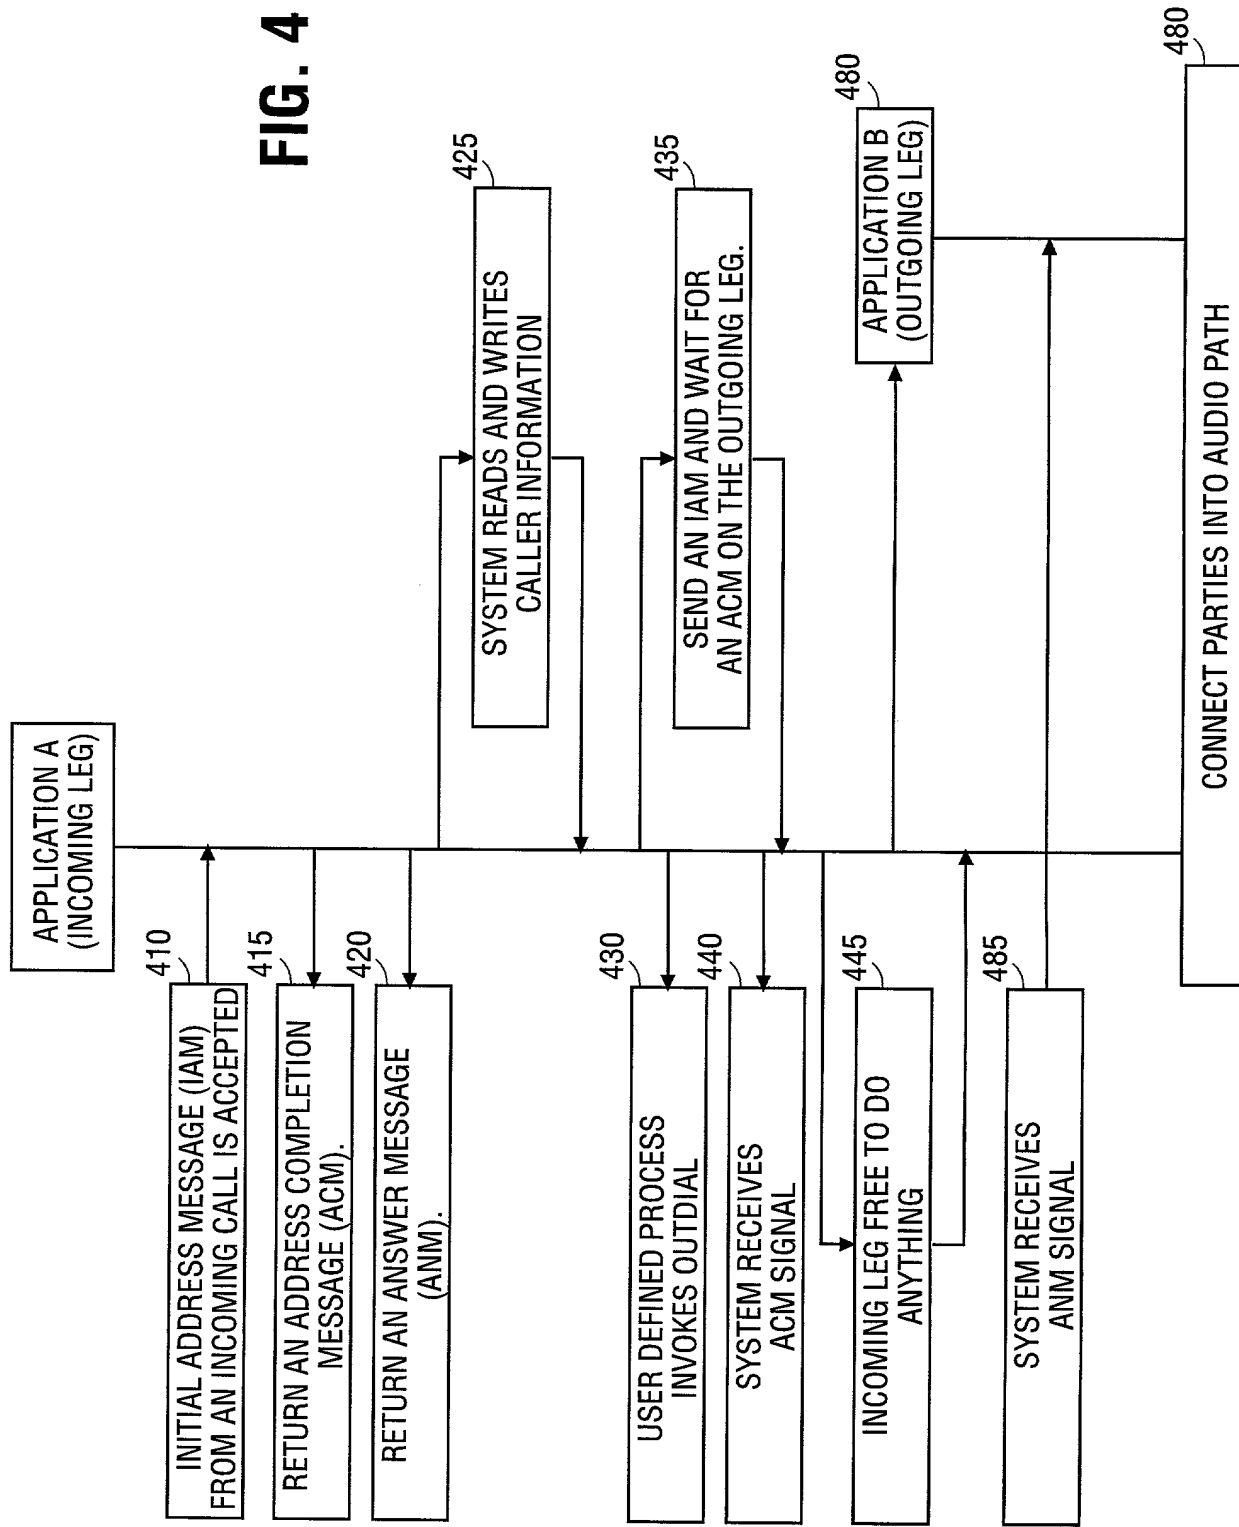 APPLICATION A
(INCOMING LEG)
410
INITIAL ADDRESS MESSAGE (IAM)
FROM AN INCOMING CALL IS ACCEPTED
415
RETURN AN ADDRESS COMPLETION
MESSAGE (ACM).
420
RETURN AN ANSWER MESSAGE
(ANM).
425
SYSTEM READS AND WRITES
CALLER INFORMATION
430
USER DEFINED PROCESS
INVOKES OUTDIAL
435
SEND AN IAM AND WAIT FOR
AN ACM ON THE OUTGOING LEG.
440
SYSTEM RECEIVES
ACM SIGNAL
445
INCOMING LEG FREE TO DO
ANYTHING
480
APPLICATION B
(OUTGOING LEG)
485
SYSTEM RECEIVES
ANM SIGNAL
480
CONNECT PARTIES INTO AUDIO PATH
FIG. 4